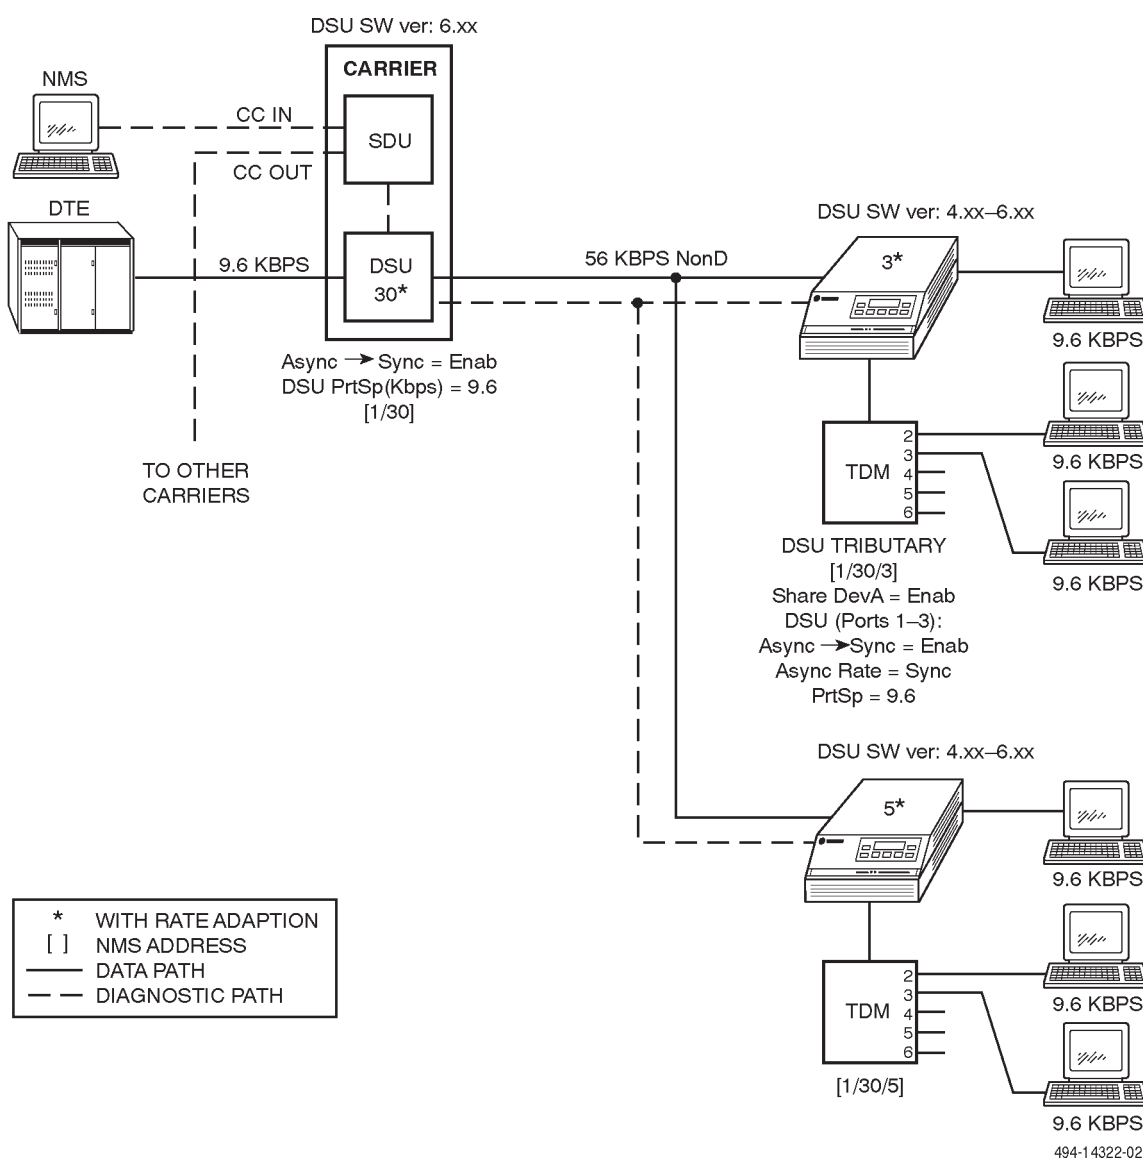 DSU SW ver: 6.xx
CARRIER
NMS
CC IN
SDU
CC OUT
DTE
9.6 KBPS
DSU
30*
56 KBPS NonD
Async → Sync = Enab
DSU PrtSp(Kbps) = 9.6
[1/30]
TO OTHER
CARRIERS
DSU SW ver: 4.xx–6.xx
3*
9.6 KBPS
TDM
2
3
4
5
6
9.6 KBPS
9.6 KBPS
DSU TRIBUTARY
[1/30/3]
Share DevA = Enab
DSU (Ports 1–3):
Async → Sync = Enab
Async Rate = Sync
PrtSp = 9.6
DSU SW ver: 4.xx–6.xx
5*
9.6 KBPS
TDM
2
3
4
5
6
9.6 KBPS
[1/30/5]
9.6 KBPS
* WITH RATE ADAPTION
[ ] NMS ADDRESS
DATA PATH
DIAGNOSTIC PATH
494-14322-02